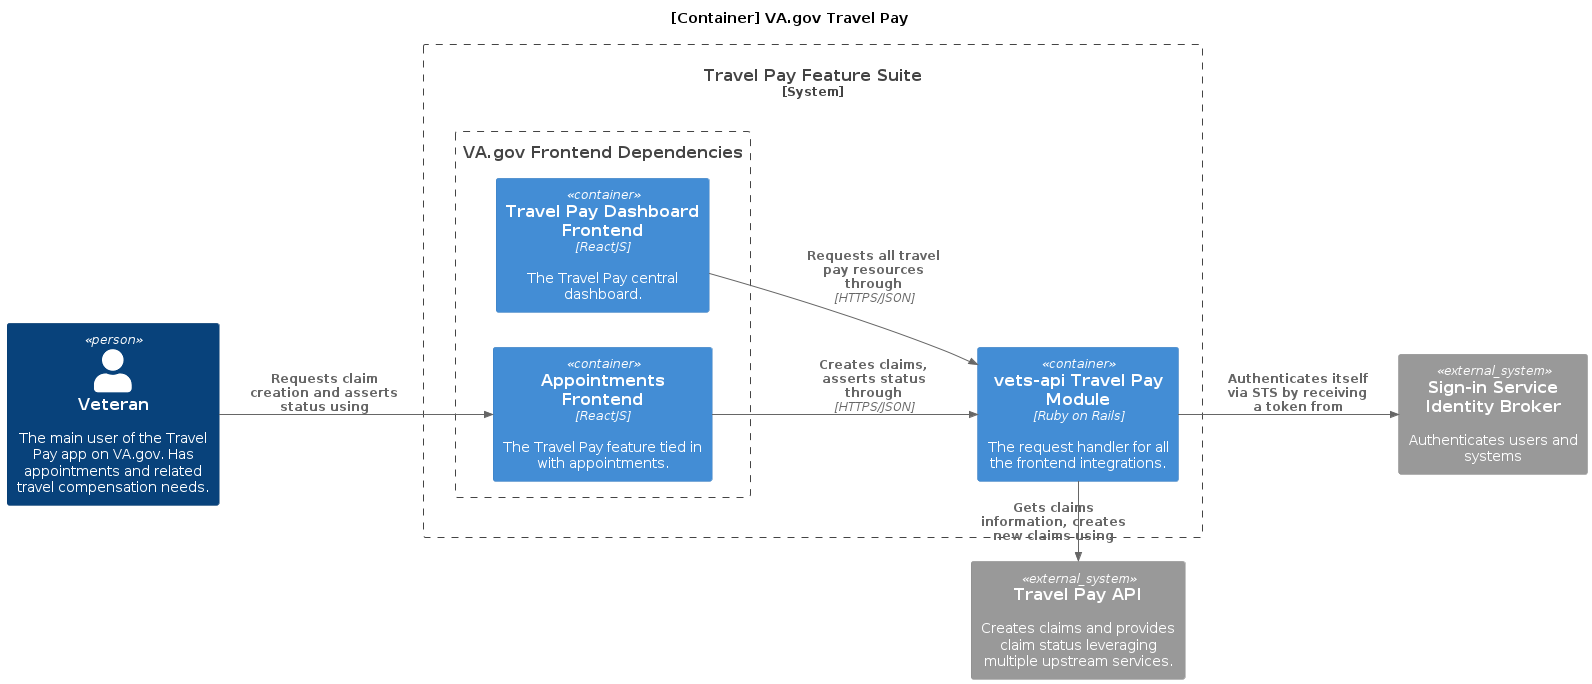 [Container] VA.gov Travel Pay
Travel Pay Feature Suite
[System]
VA.gov Frontend Dependencies
«container»
Travel Pay Dashboard
Frontend
[ReactJS]
The Travel Pay central
dashboard.
Requests all travel
pay resources
through
[HTTPS/JSON]
«person»
Veteran
The main user of the Travel
Pay app on VA.gov. Has
appointments and related
travel compensation needs.
Requests claim
creation and asserts
status using
«container»
Appointments
Frontend
[ReactJS]
The Travel Pay feature tied in
with appointments.
Creates claims,
asserts status
through
[HTTPS/JSON]
«container»
vets-api Travel Pay
Module
[Ruby on Rails]
The request handler for all
the frontend integrations.
Authenticates itself
via STS by receiving
a token from
«external_system»
Sign-in Service
Identity Broker
Authenticates users and
systems
Gets claims
information, creates
new claims using
«external_system»
Travel Pay API
Creates claims and provides
claim status leveraging
multiple upstream services.